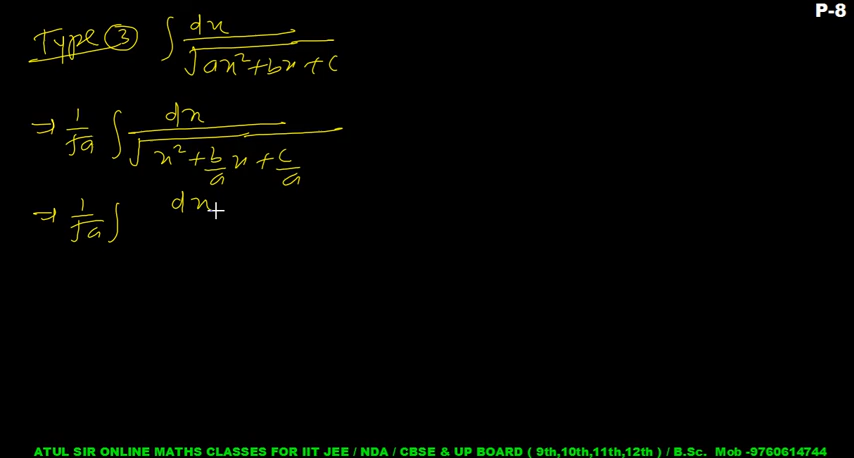 P-8
Type ③ ∫ dx / √(ax² + bx + c)
⇒ 1/√a ∫ dx / √(x² + b/a x + c/a)
⇒ 1/√a ∫ dx
ATUL SIR ONLINE MATHS CLASSES FOR IIT JEE / NDA / CBSE & UP BOARD ( 9th,10th,11th,12th ) / B.Sc. Mob -9760614744